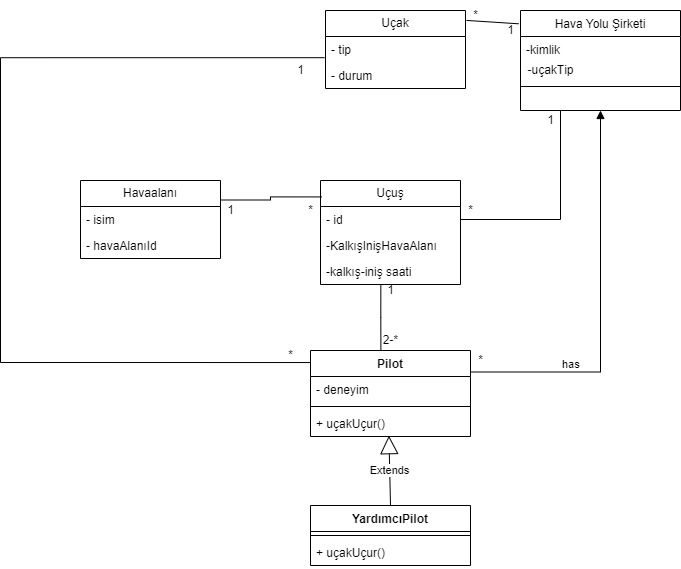 Uçak
- tip
- durum
*
1
Hava Yolu Şirketi
-kimlik
-uçakTip
1
1
Havaalanı
- isim
- havaAlanıId
1
*
Uçuş
- id
-KalkışInişHavaAlanı
-kalkış-iniş saati
*
1
2-*
*
Pilot
- deneyim
+ uçakUçur()
*
has
Extends
YardımcıPilot
+ uçakUçur()